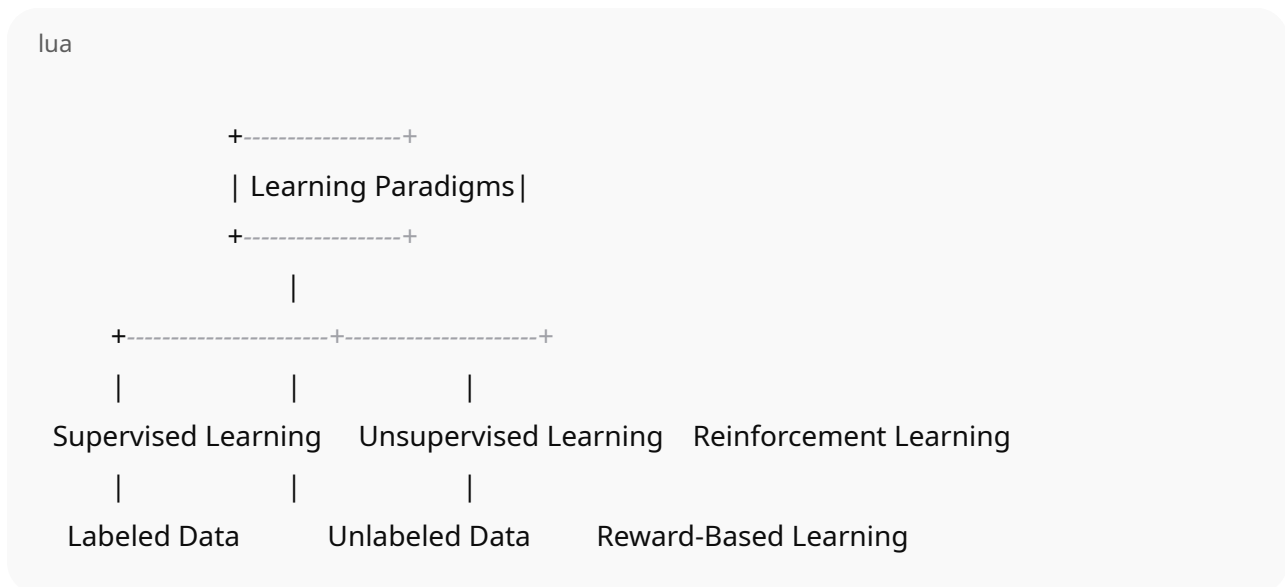 lua
+------------------+
| Learning Paradigms|
+------------------+
|
+-----------------------+----------------------+
| | |
Supervised Learning Unsupervised Learning Reinforcement Learning
| | |
Labeled Data Unlabeled Data Reward-Based Learning